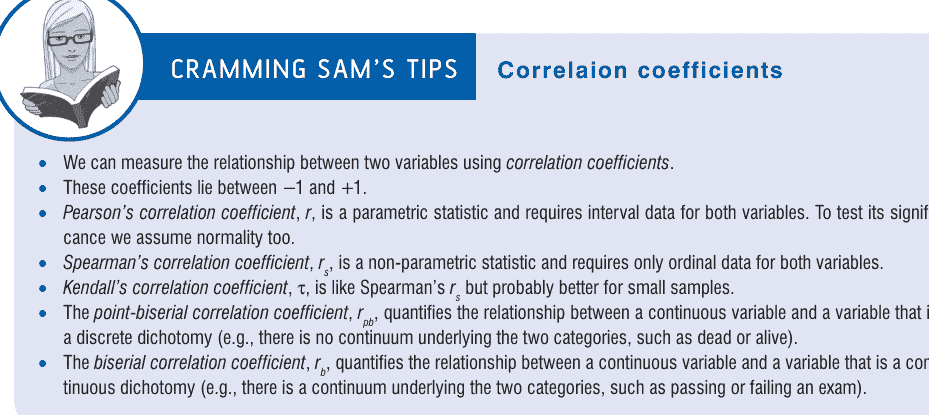 CRAMMING SAM'S TIPS Correlaion coefficients
• We can measure the relationship between two variables using correlation coefficients.
• These coefficients lie between −1 and +1.
• Pearson's correlation coefficient, r, is a parametric statistic and requires interval data for both variables. To test its signifi
cance we assume normality too.
• Spearman's correlation coefficient, rs, is a non-parametric statistic and requires only ordinal data for both variables.
• Kendall's correlation coefficient, τ, is like Spearman's rs but probably better for small samples.
• The point-biserial correlation coefficient, rpb, quantifies the relationship between a continuous variable and a variable that i
a discrete dichotomy (e.g., there is no continuum underlying the two categories, such as dead or alive).
• The biserial correlation coefficient, rb, quantifies the relationship between a continuous variable and a variable that is a con
tinuous dichotomy (e.g., there is a continuum underlying the two categories, such as passing or failing an exam).